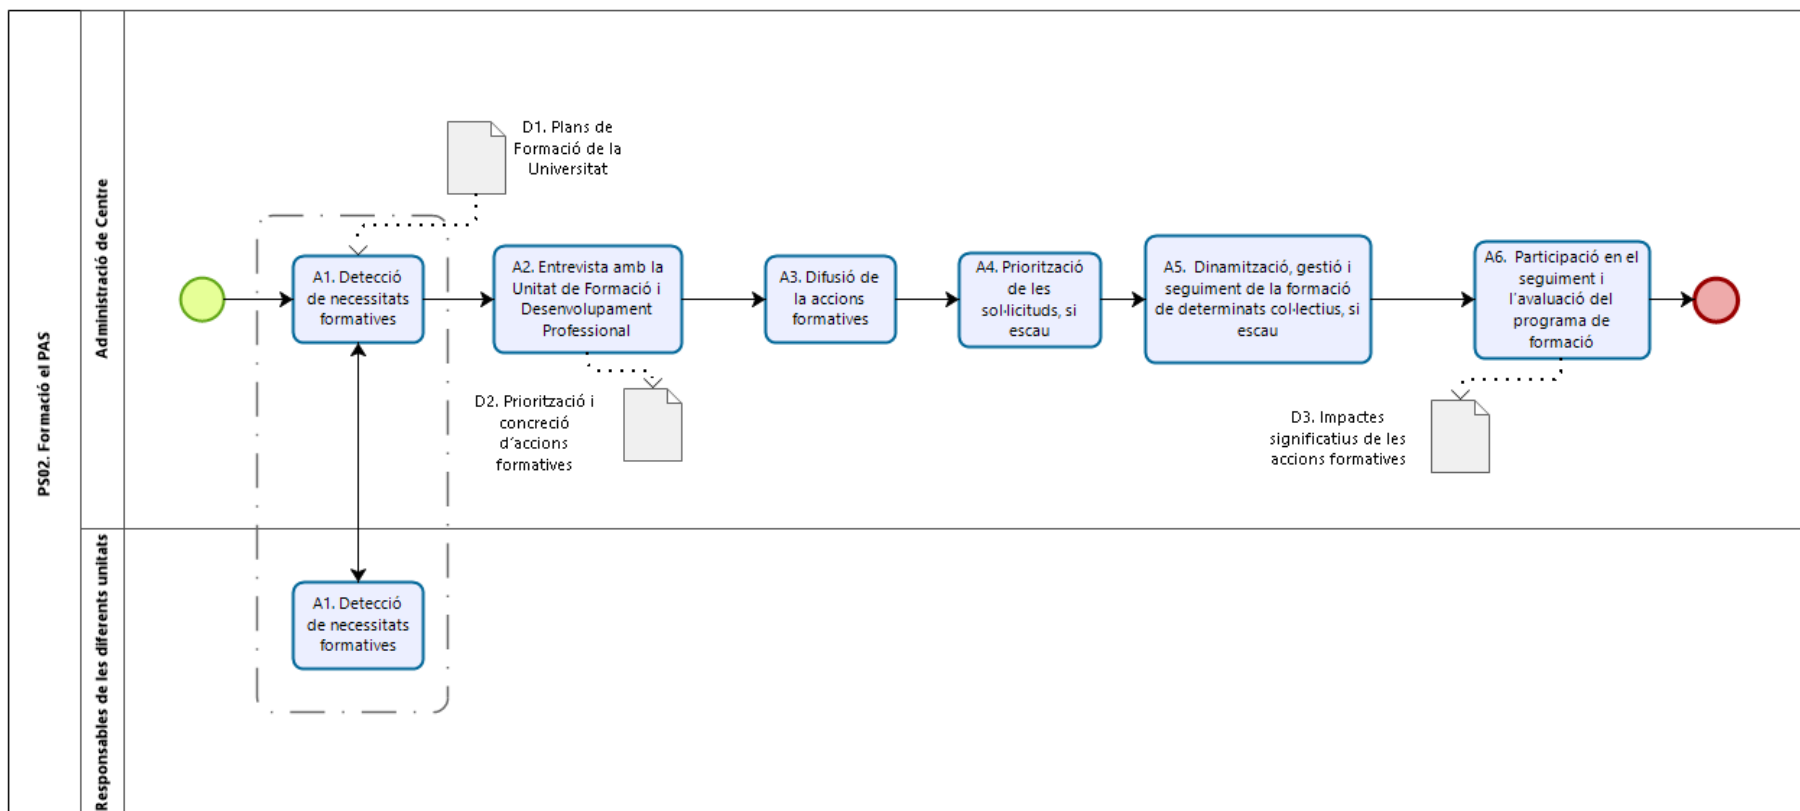 PS02. Formació el PAS
Administració de Centre
D1. Plans de
Formació de la
Universitat
A1. Detecció
de necessitats
formatives
A2. Entrevista amb la
Unitat de Formació i
Desenvolupament
Professional
A3. Difusió de
la accions
formatives
A4. Priorització
de les
sol·licituds, si
escau
A5.  Dinamització, gestió i
seguiment de la formació
de determinats col·lectius, si
escau
A6.  Participació en el
seguiment i
l´avaluació del
programa de
formació
D2. Priorització i
concreció
d´accions
formatives
D3. Impactes
significatius de les
accions formatives
Responsables de les diferents unitats
A1. Detecció
de necessitats
formatives